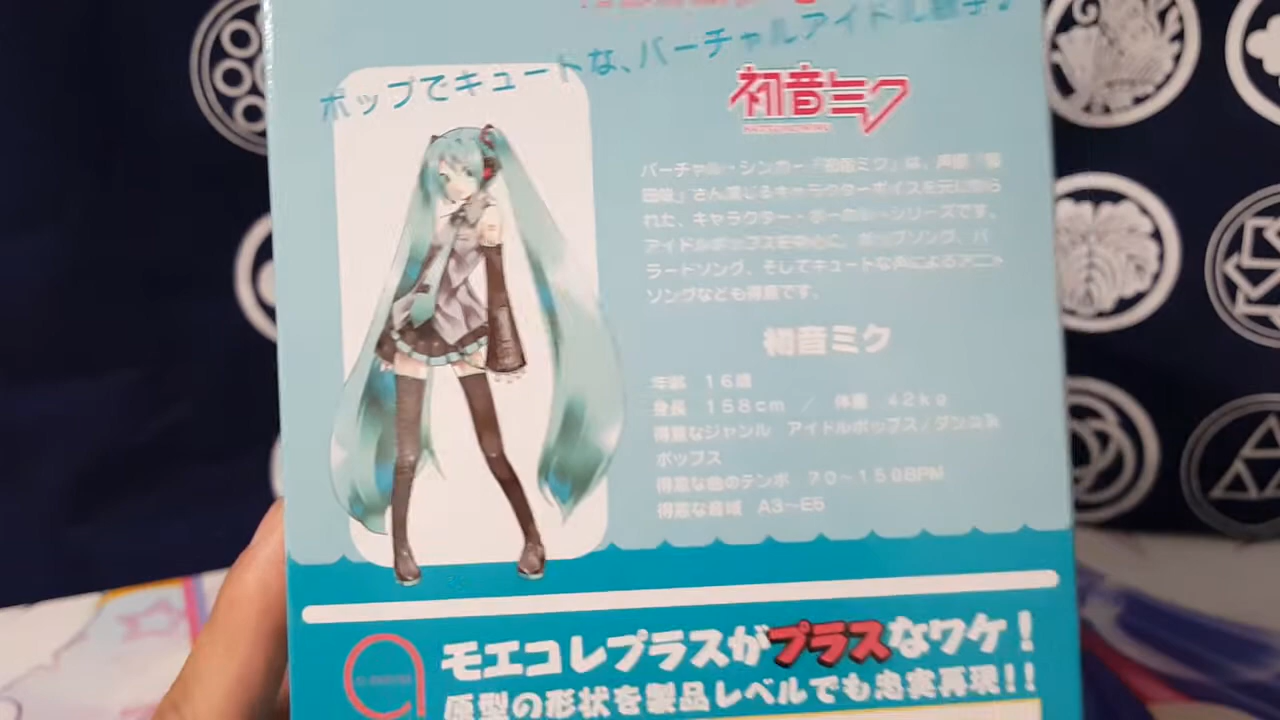 ポップでキュートな、バーチャルアイドル歌手♪
初音ミク
HATSUNE MIKU
バーチャル・シンガー『初音ミク』は、声優『藤
田咲』さん演じるキャラクターボイスを元に作ら
れた、キャラクター・ボーカル・シリーズです。
アイドルポップスを中心に、ポップソング、バ
ラードソング、そしてキュートな声によるアニメ
ソングなども得意です。
初音ミク
年齢 16歳
身長 158cm / 体重 42kg
得意なジャンル アイドルポップス/ダンス系
ポップス
得意な曲のテンポ 70~150BPM
得意な音域 A3~E5
モエコレプラスがプラスなワケ!
原型の形状を製品レベルでも忠実再現!!